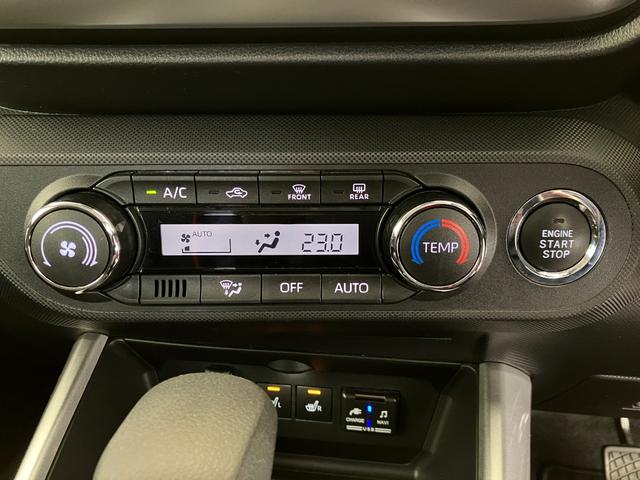 A/C
FRONT
REAR
AUTO
23.0
TEMP
ENGINE
START
STOP
OFF
AUTO
L
R
CHARGE
NAVI
USB